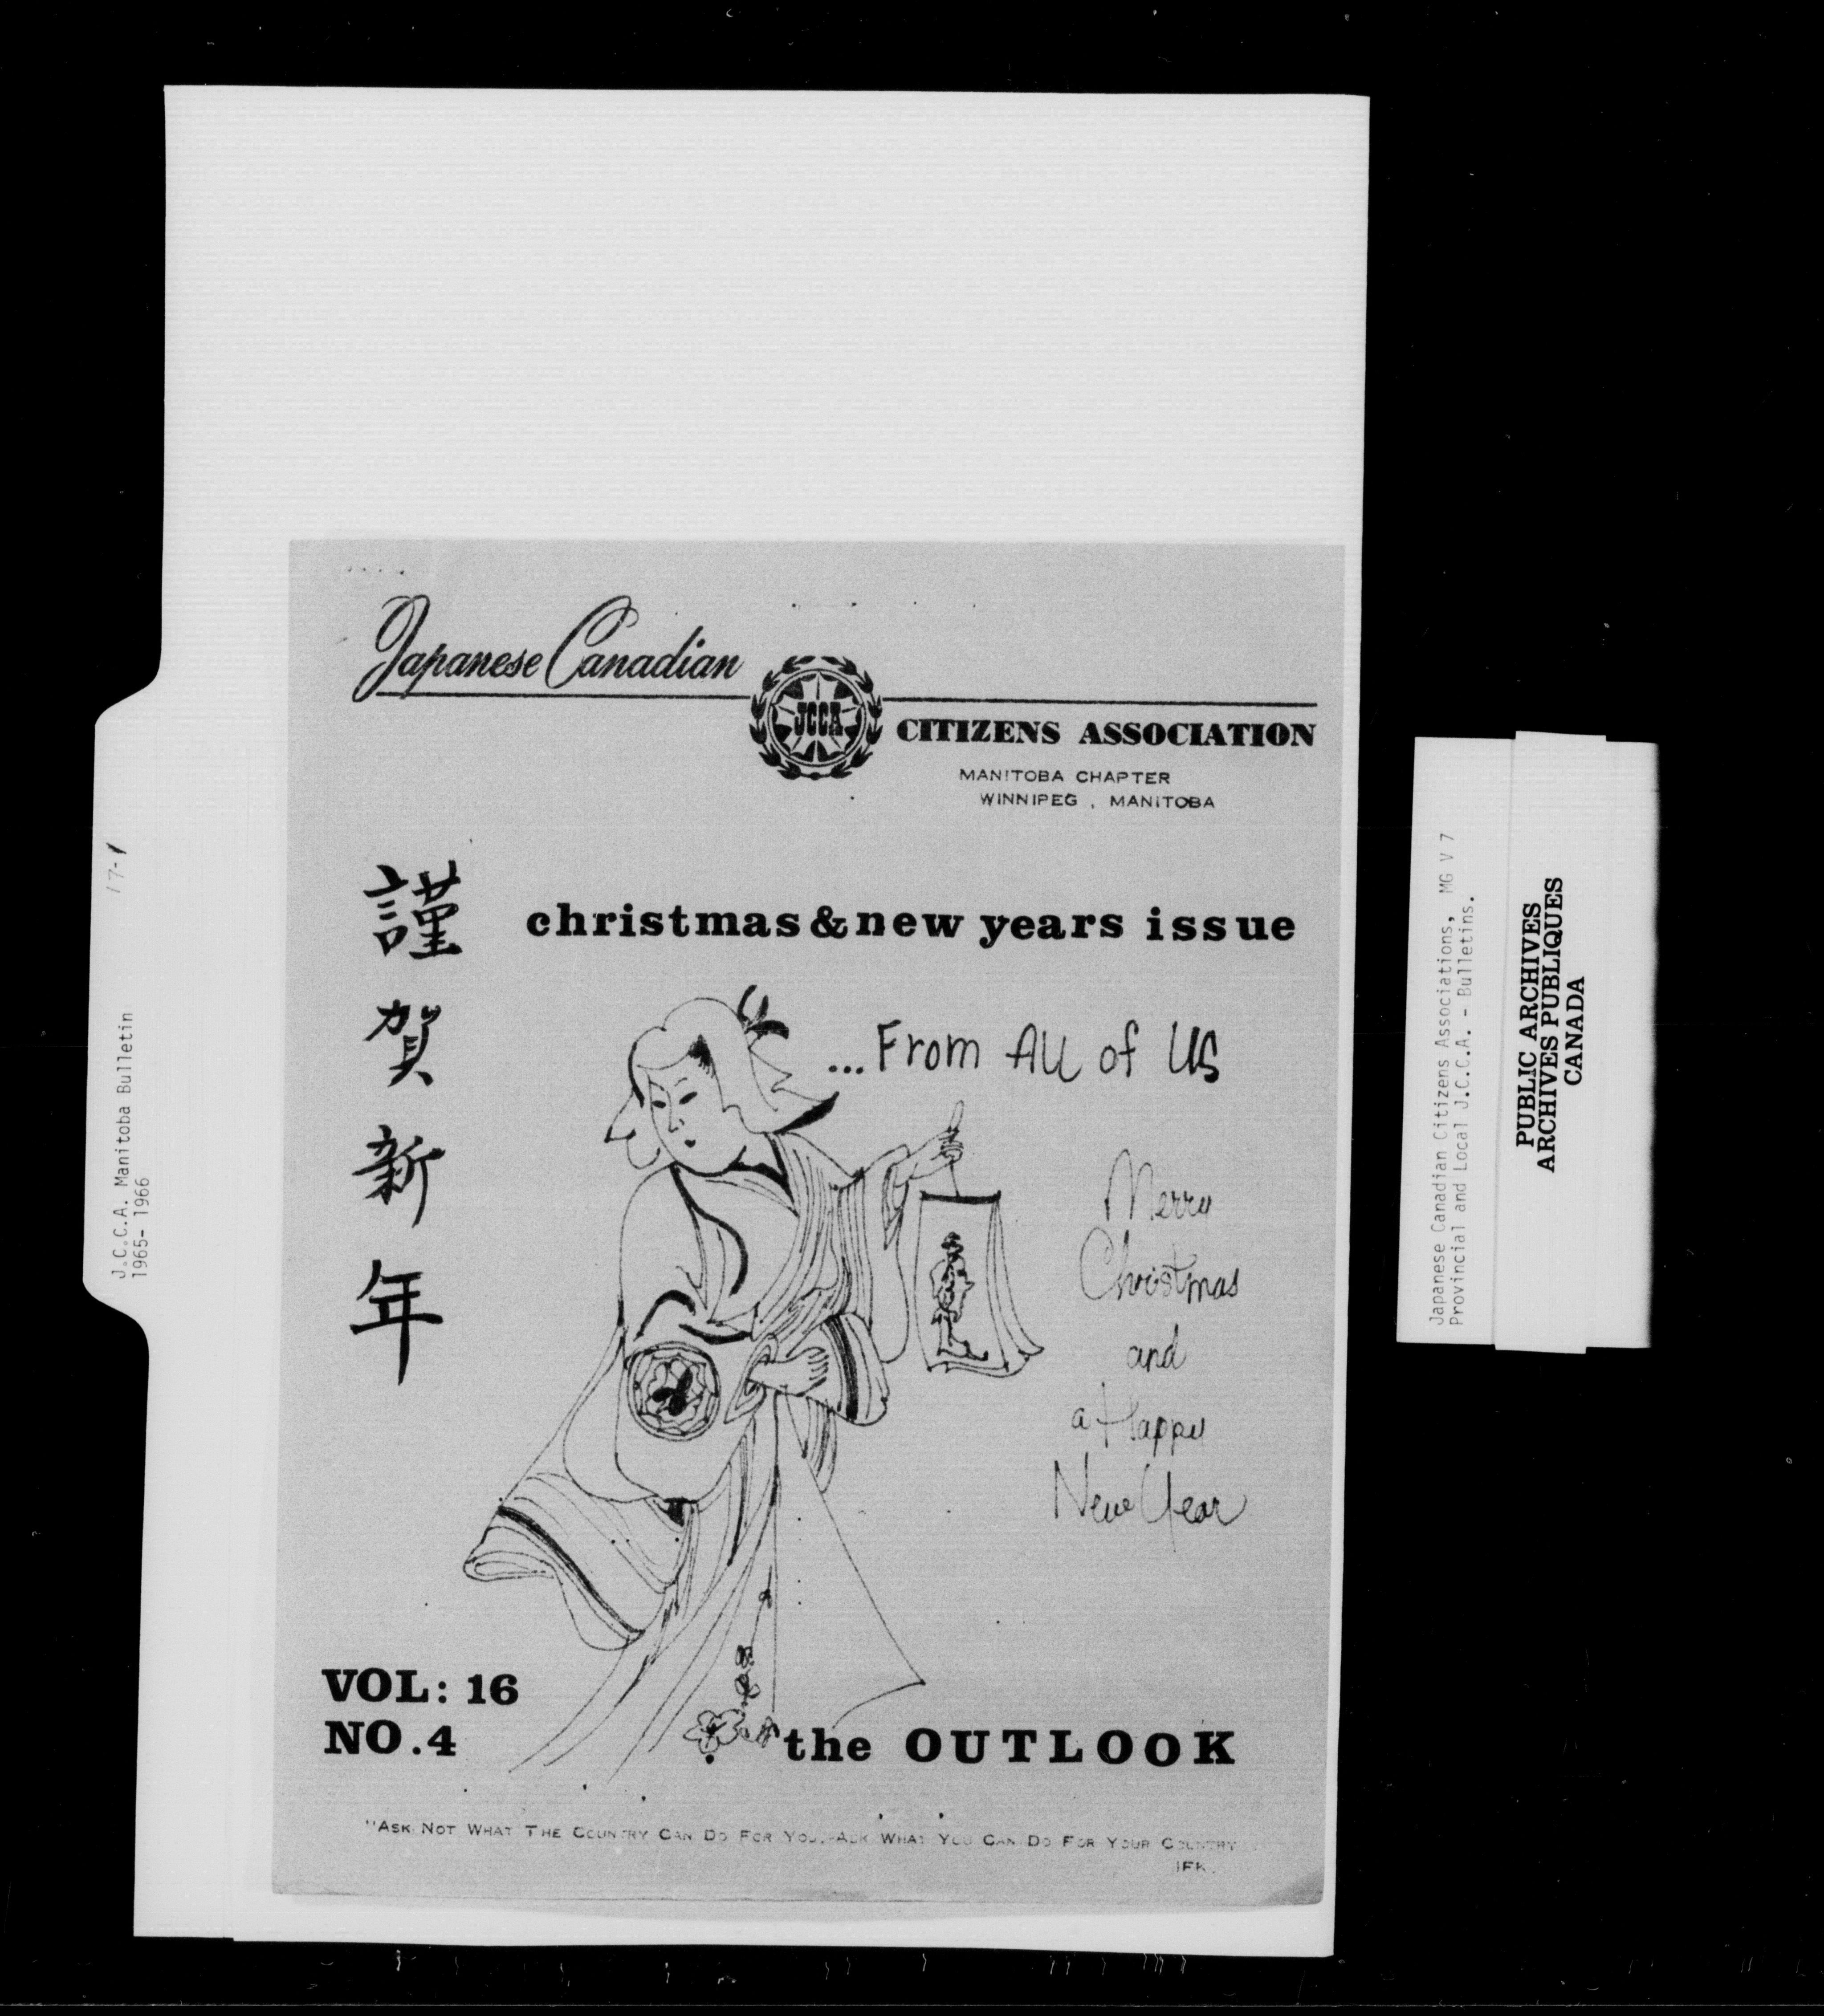 J.C.C.A. Manitoba Bulletin
1965- 1966
17-1
Japanese Canadian
JCCA
CITIZENS ASSOCIATION
MANITOBA CHAPTER
WINNIPEG , MANITOBA
謹賀新年
christmas & new years issue
... From All of Us
Merry
Christmas
and
a Happy
New Year
VOL: 16
NO.4
the OUTLOOK
"ASK NOT WHAT THE COUNTRY CAN DO FOR YOU, ASK WHAT YOU CAN DO FOR YOUR COUNTRY
JFK.
Japanese Canadian Citizens Associations, MG V 7
Provincial and Local J.C.C.A. - Bulletins.
PUBLIC ARCHIVES
ARCHIVES PUBLIQUES
CANADA